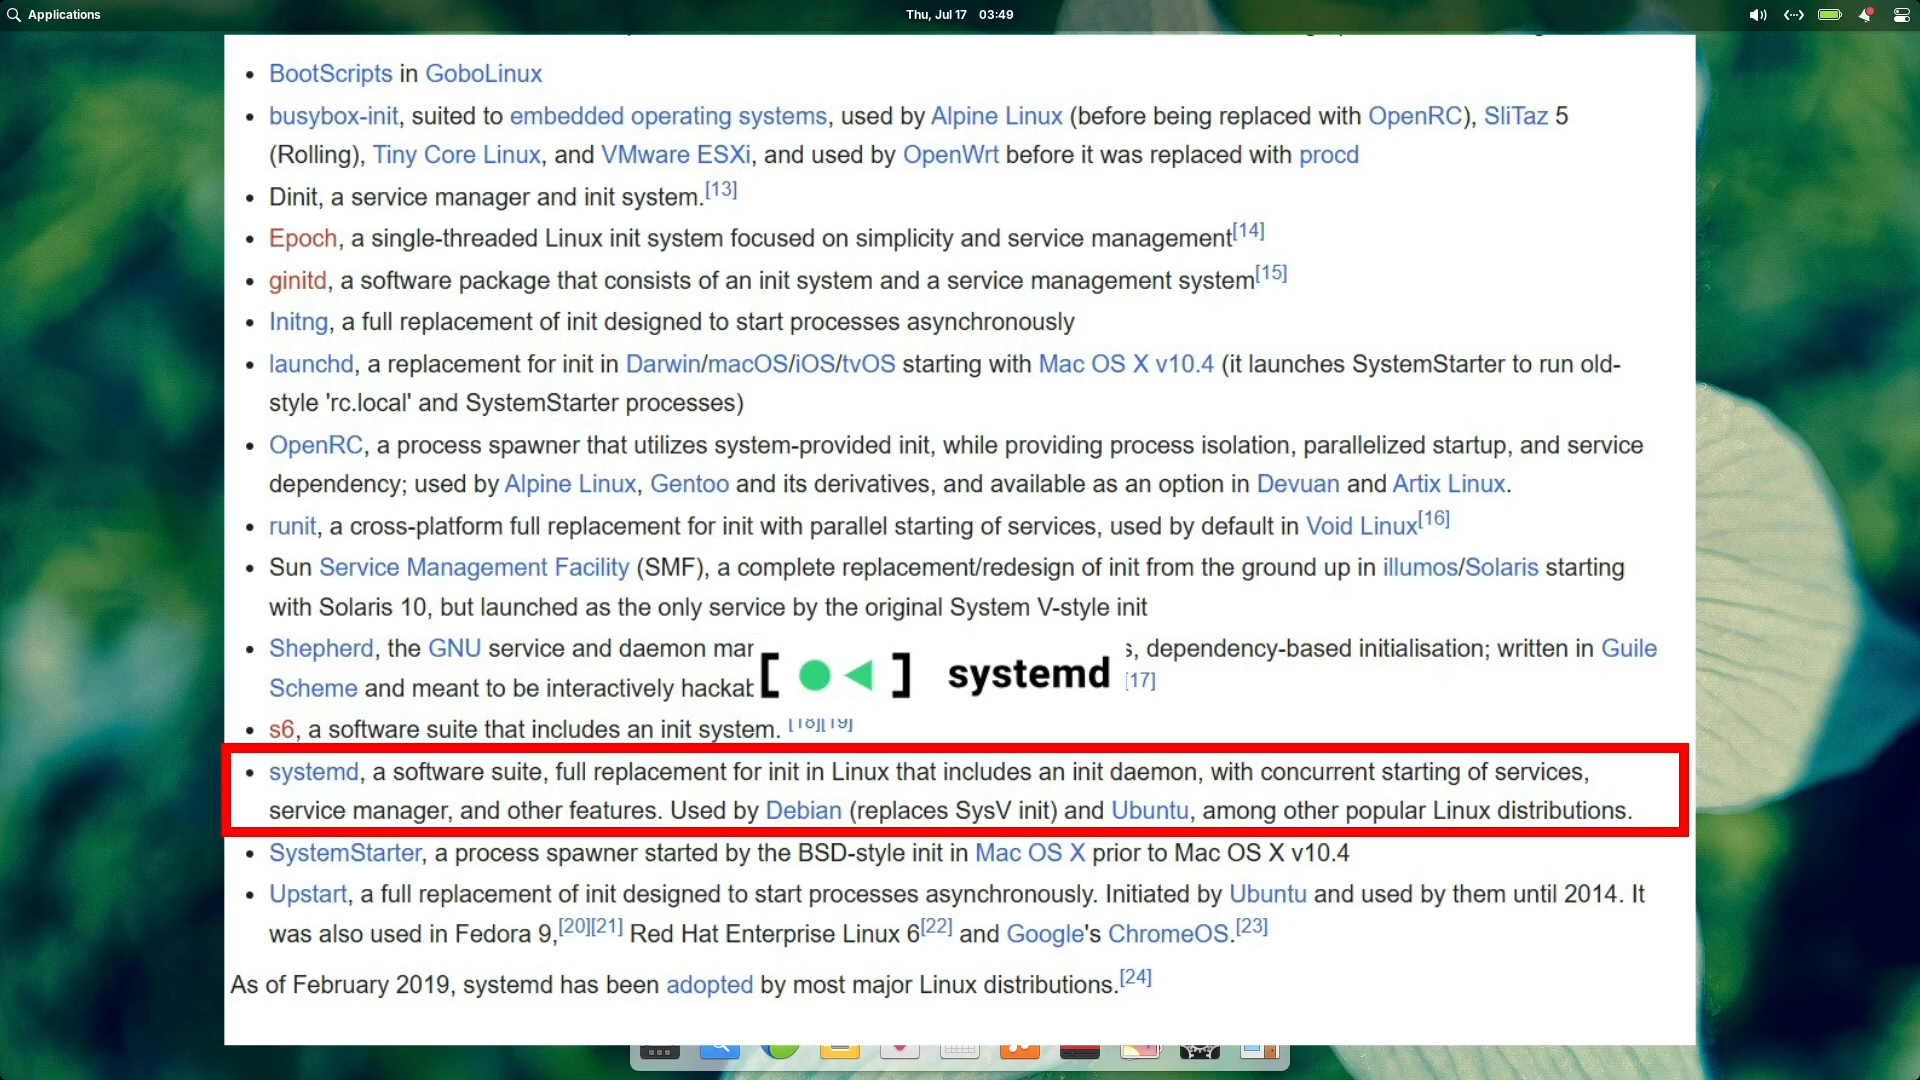 Applications
Thu, Jul 17 03:49
BootScripts in GoboLinux
busybox-init, suited to embedded operating systems, used by Alpine Linux (before being replaced with OpenRC), SliTaz 5
(Rolling), Tiny Core Linux, and VMware ESXi, and used by OpenWrt before it was replaced with procd
Dinit, a service manager and init system.[13]
Epoch, a single-threaded Linux init system focused on simplicity and service management[14]
ginitd, a software package that consists of an init system and a service management system[15]
Initng, a full replacement of init designed to start processes asynchronously
launchd, a replacement for init in Darwin/macOS/iOS/tvOS starting with Mac OS X v10.4 (it launches SystemStarter to run old-
style 'rc.local' and SystemStarter processes)
OpenRC, a process spawner that utilizes system-provided init, while providing process isolation, parallelized startup, and service
dependency; used by Alpine Linux, Gentoo and its derivatives, and available as an option in Devuan and Artix Linux.
runit, a cross-platform full replacement for init with parallel starting of services, used by default in Void Linux[16]
Sun Service Management Facility (SMF), a complete replacement/redesign of init from the ground up in illumos/Solaris starting
with Solaris 10, but launched as the only service by the original System V-style init
Shepherd, the GNU service and daemon , dependency-based initialisation; written in Guile
Scheme and meant to be interactively [17]
systemd
s6, a software suite that includes an init system. [18][19]
systemd, a software suite, full replacement for init in Linux that includes an init daemon, with concurrent starting of services,
service manager, and other features. Used by Debian (replaces SysV init) and Ubuntu, among other popular Linux distributions.
SystemStarter, a process spawner started by the BSD-style init in Mac OS X prior to Mac OS X v10.4
Upstart, a full replacement of init designed to start processes asynchronously. Initiated by Ubuntu and used by them until 2014. It
was also used in Fedora 9,[20][21] Red Hat Enterprise Linux 6[22] and Google's ChromeOS.[23]
As of February 2019, systemd has been adopted by most major Linux distributions.[24]